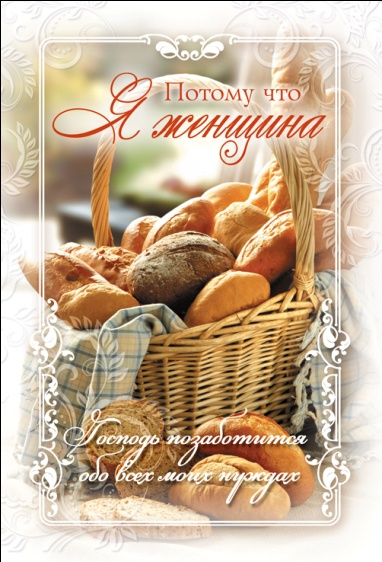 Потому что
Я женщина
Господь позаботится
обо всех моих нуждах